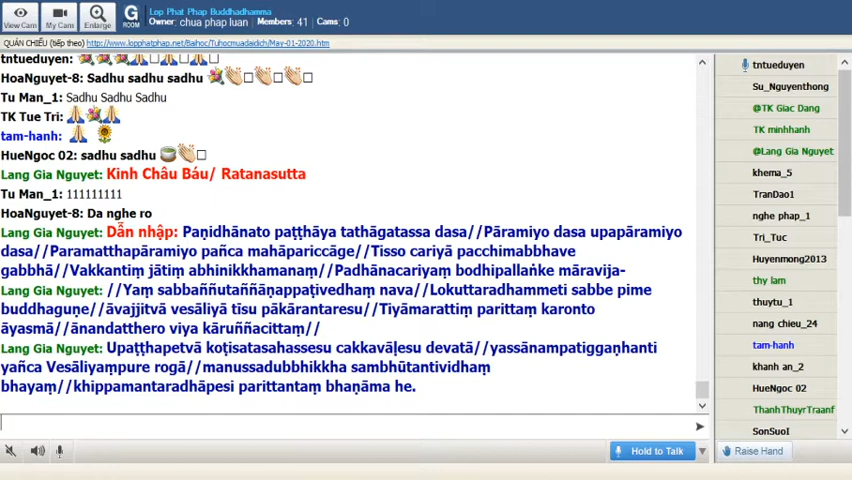 View Cam
My Cams
Enlarge
G
ROOM
Lop Phat Phap Buddhadhamma
Owner: chua phap luan Members: 41 Cams: 0
QUÁN CHIẾU (tiếp theo) http://www.lopphatphap.net/Baihoc/Tuhocmuadaidich/May-01-2020.htm
tntueduyen:
HoaNguyet-8: Sadhu sadhu sadhu
Tu Man_1: Sadhu Sadhu Sadhu
TK Tue Tri:
tam-hanh:
HueNgoc 02: sadhu sadhu
Lang Gia Nguyet: Kinh Châu Báu/ Ratanasutta
Tu Man_1: 111111111
HoaNguyet-8: Da nghe ro
Lang Gia Nguyet: Dẫn nhập: Paṇidhānato paṭṭhāya tathāgatassa dasa//Pāramiyo dasa upapāramiyo
dasa//Paramatthapāramiyo pañca mahāpariccāge//Tisso cariyā pacchimabbhave
gabbhā//Vakkantiṃ jātiṃ abhinikkhamanaṃ//Padhānacariyaṃ bodhipallaṅke māravija-
Lang Gia Nguyet: //Yaṃ sabbaññutaññāṇappaṭivedhaṃ nava//Lokuttaradhammeti sabbe pime
buddhaguṇe//āvajjitvā vesāliyā tīsu pākārantaresu//Tiyāmarattiṃ parittaṃ karonto
āyasmā//ānandatthero viya kāruññacittaṃ//
Lang Gia Nguyet: Upaṭṭhapetvā koṭisatasahassesu cakkavāḷesu devatā//yassānampatiggaṇhanti
yañca Vesāliyaṃpure rogā//manussadubbhikkha sambhūtantividhaṃ
bhayaṃ//khippamantaradhāpesi parittantaṃ bhaṇāma he.
Hold to Talk
Raise Hand
tntueduyen
Su_Nguyenthong
@TK Giac Dang
TK minhhanh
@Lang Gia Nguyet
khema_5
TranDao1
nghe phap_1
Tri_Tuc
Huyenmong2013
thy lam
thuytu_1
nang chieu_24
tam-hanh
khanh an_2
HueNgoc 02
ThanhThuyrTraanf
SonSuoI